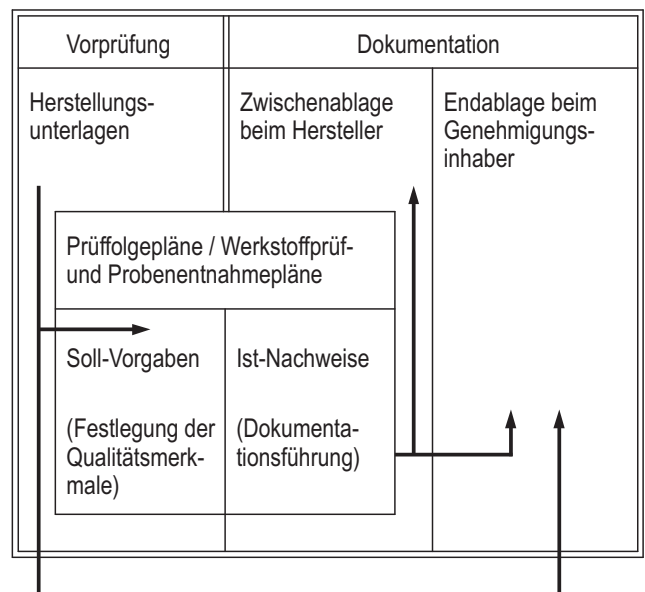 Vorprüfung
Dokumentation
Herstellungs-
unterlagen
Zwischenablage
beim Hersteller
Endablage beim
Genehmigungs-
inhaber
Prüffolgepläne / Werkstoffprüf-
und Probenentnahmepläne
Soll-Vorgaben
(Festlegung der
Qualitätsmerk-
male)
Ist-Nachweise
(Dokumenta-
tionsführung)